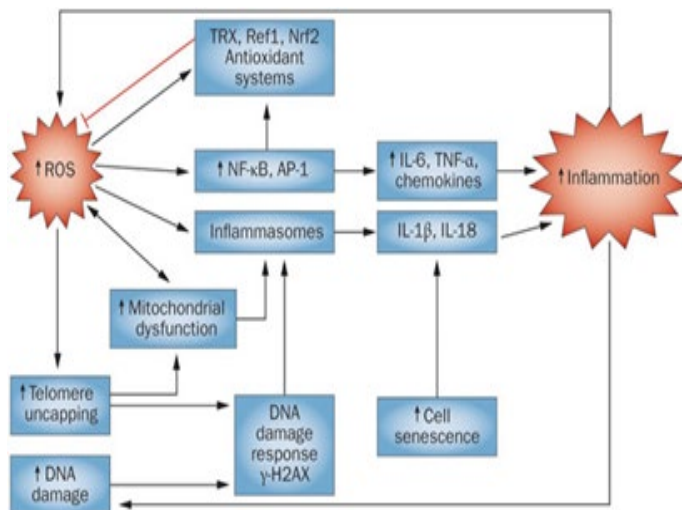 TRX, Ref1, Nrf2
Antioxidant
systems
↑ROS
↑NF-κB, AP-1
↑IL-6, TNF-α,
chemokines
↑Inflammation
Inflammasomes
IL-1β, IL-18
↑Mitochondrial
dysfunction
↑Telomere
uncapping
DNA
damage
response
γ-H2AX
↑Cell
senescence
↑DNA
damage